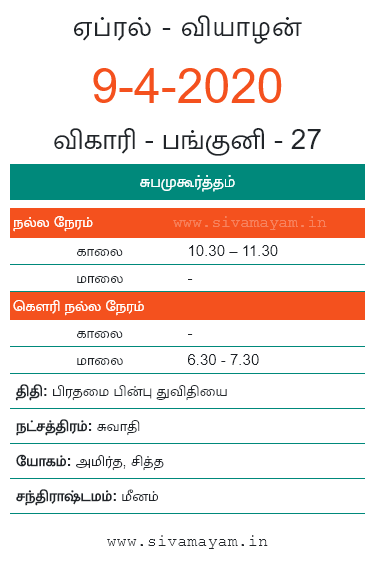 ஏப்ரல் - வியாழன்
9-4-2020
விகாரி - பங்குனி - 27
சுபமுகூர்த்தம்
நல்ல நேரம் www.sivamayam.in
காலை 10.30 – 11.30
மாலை -
கௌரி நல்ல நேரம்
காலை -
மாலை 6.30 - 7.30
திதி: பிரதமை பின்பு துவிதியை
நட்சத்திரம்: சுவாதி
யோகம்: அமிர்த, சித்த
சந்திராஷ்டமம்: மீனம்
www.sivamayam.in